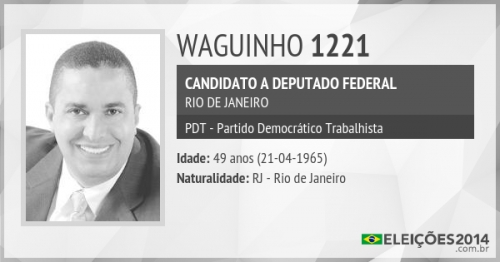 WAGUINHO 1221
CANDIDATO A DEPUTADO FEDERAL
RIO DE JANEIRO
PDT - Partido Democrático Trabalhista
Idade: 49 anos (21-04-1965)
Naturalidade: RJ - Rio de Janeiro
ELEIÇÕES2014
.com.br